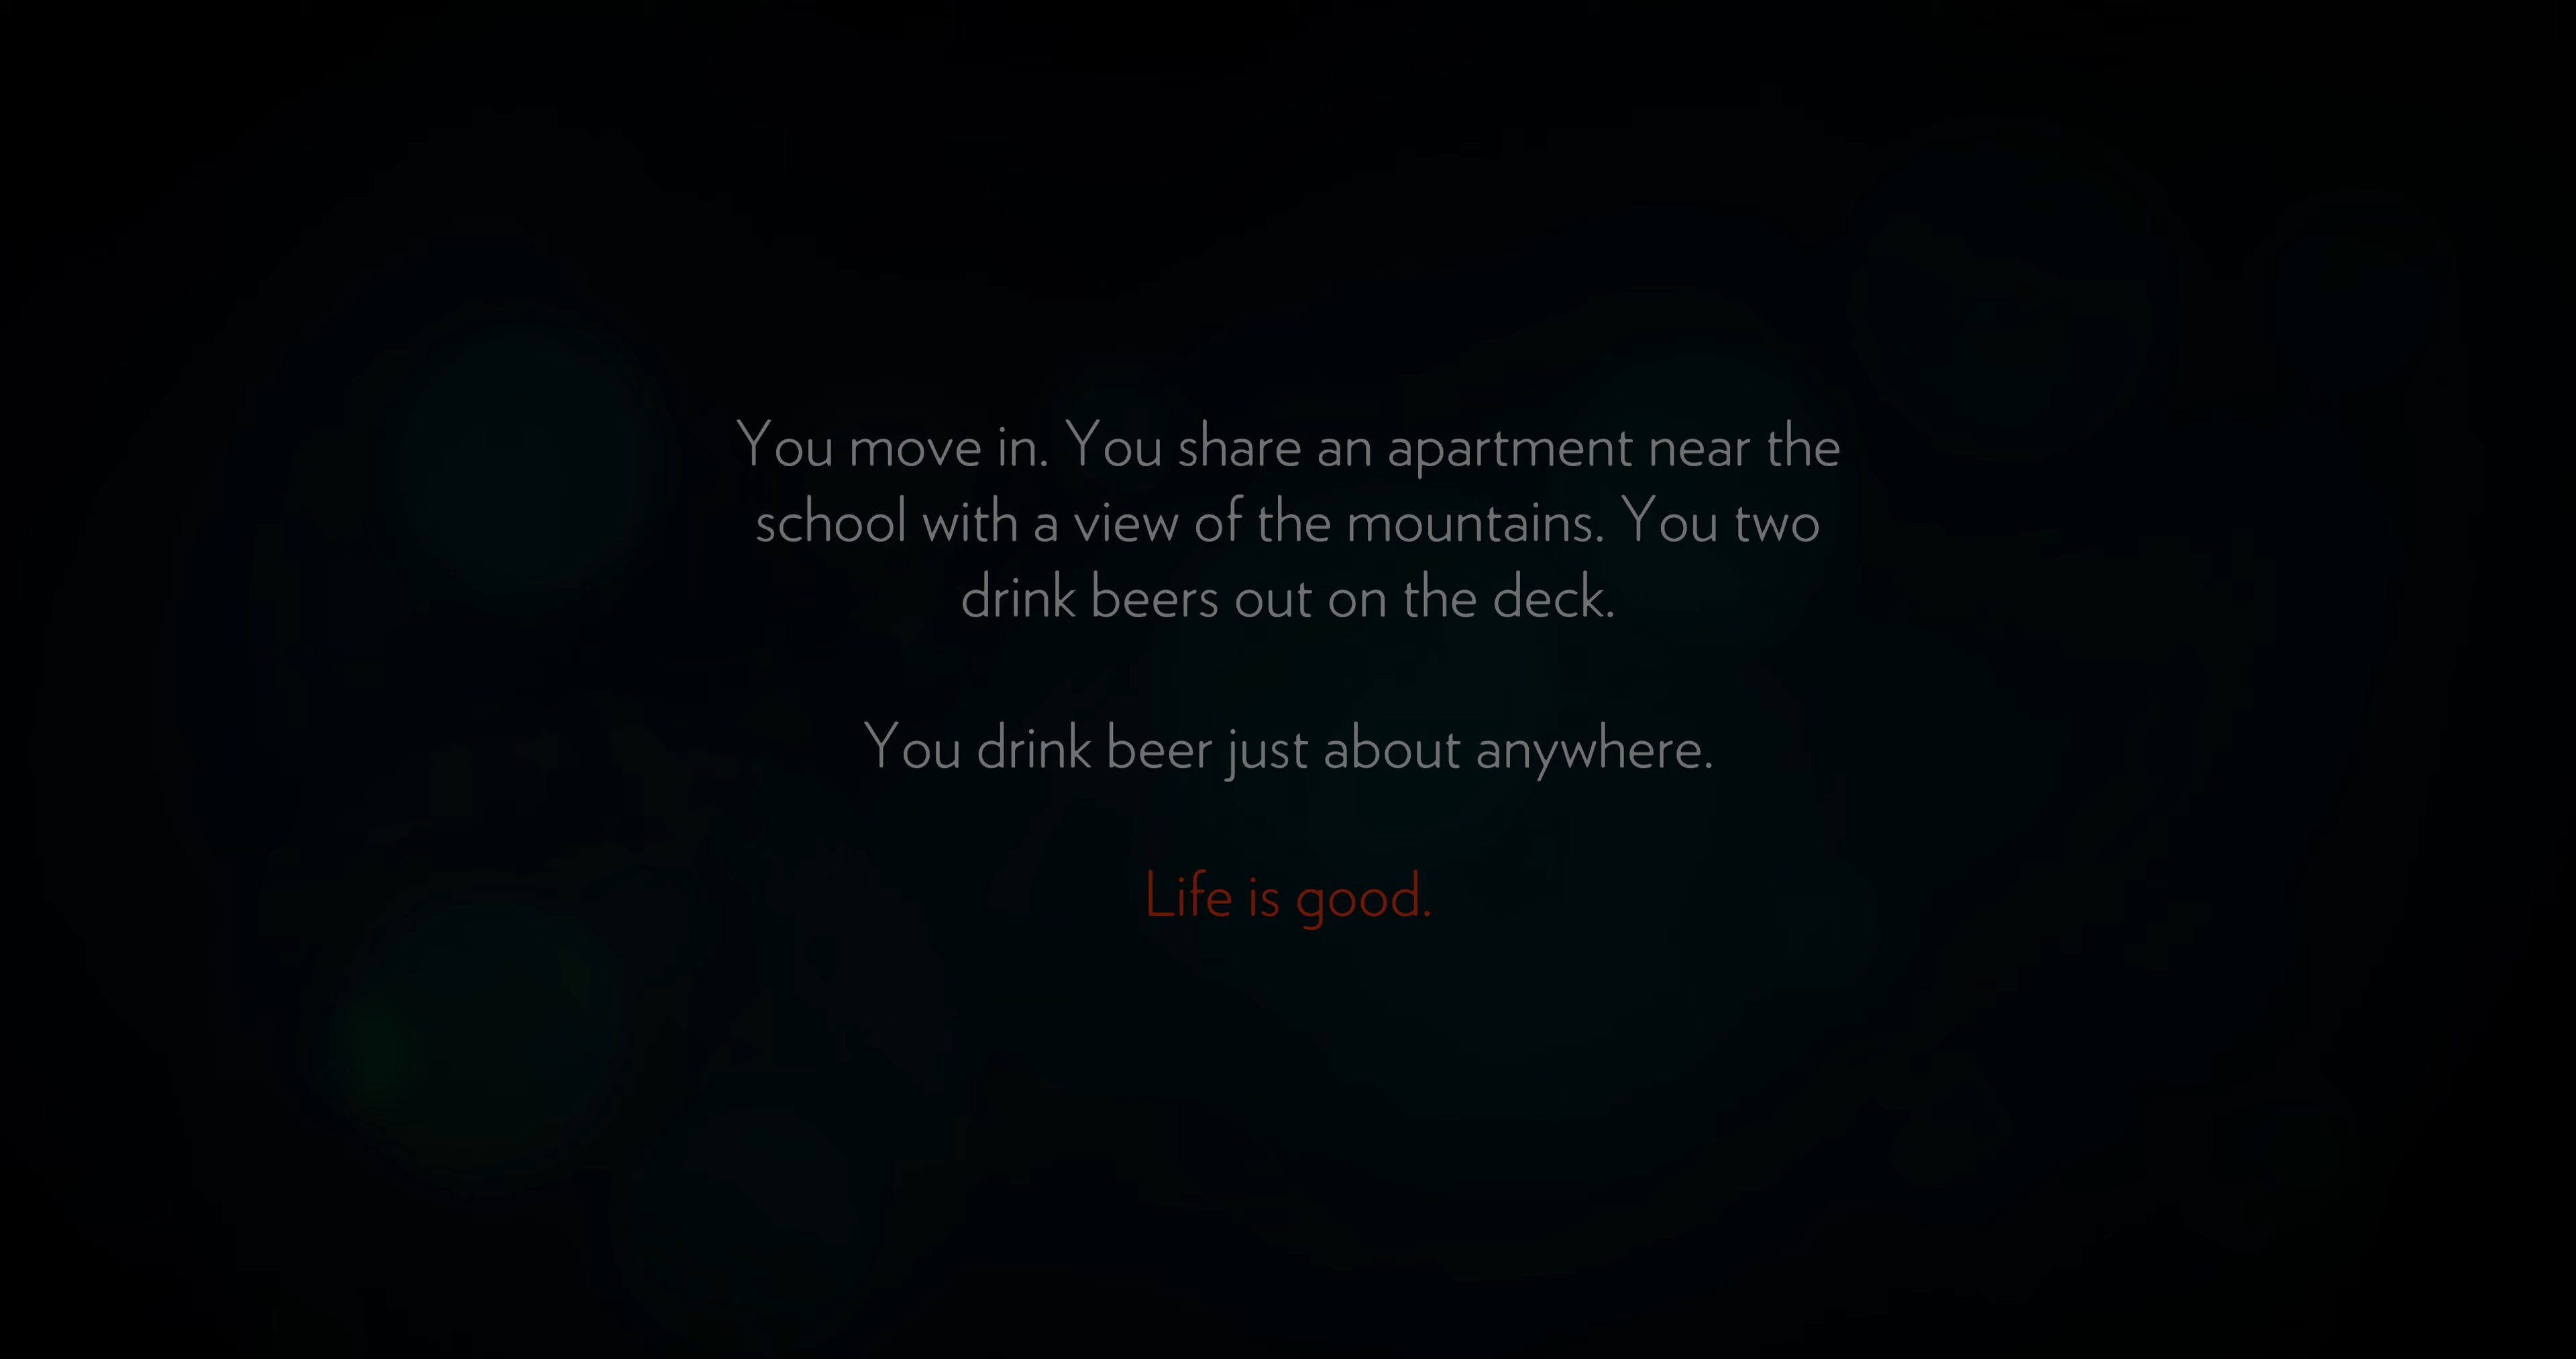 You move in. You share an apartment near the
school with a view of the mountains. You two
drink beers out on the deck.
You drink beer just about anywhere.
Life is good.